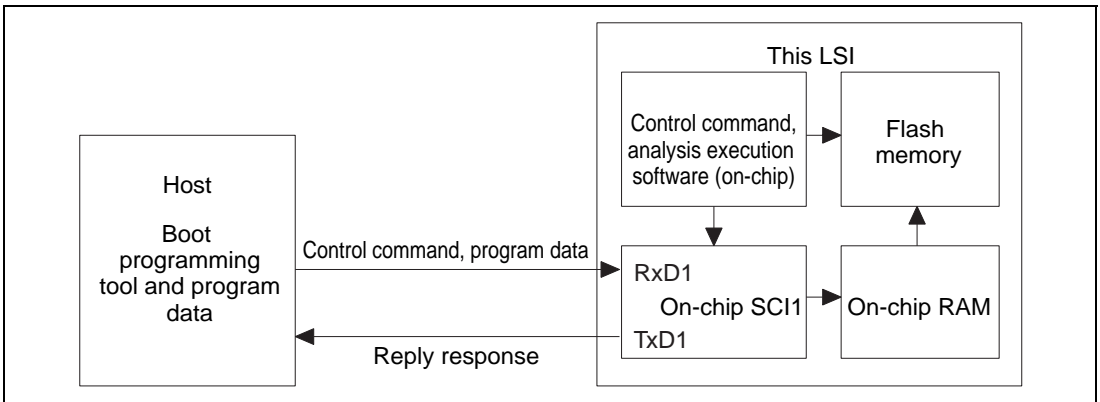 This LSI
Control command,
analysis execution
software (on-chip)
Flash
memory
Host
Boot
programming
tool and program
data
Control command, program data
RxD1
On-chip SCI1
TxD1
On-chip RAM
Reply response